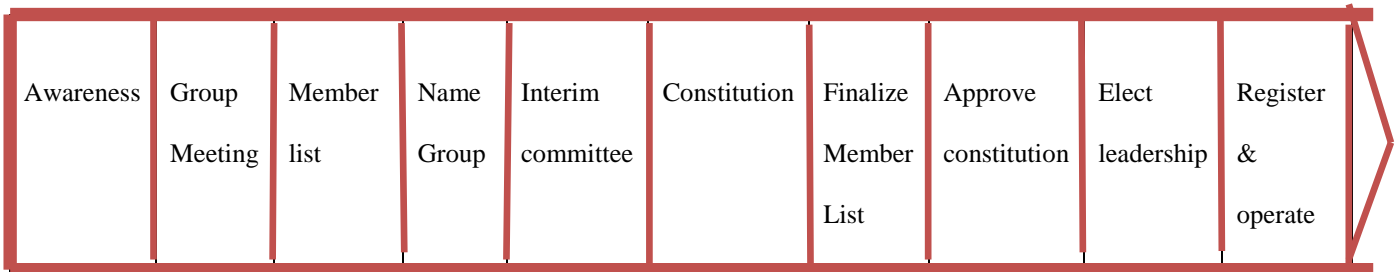 Awareness
Group
Meeting
Member
list
Name
Group
Interim
committee
Constitution
Finalize
Member
List
Approve
constitution
Elect
leadership
Register
&
operate